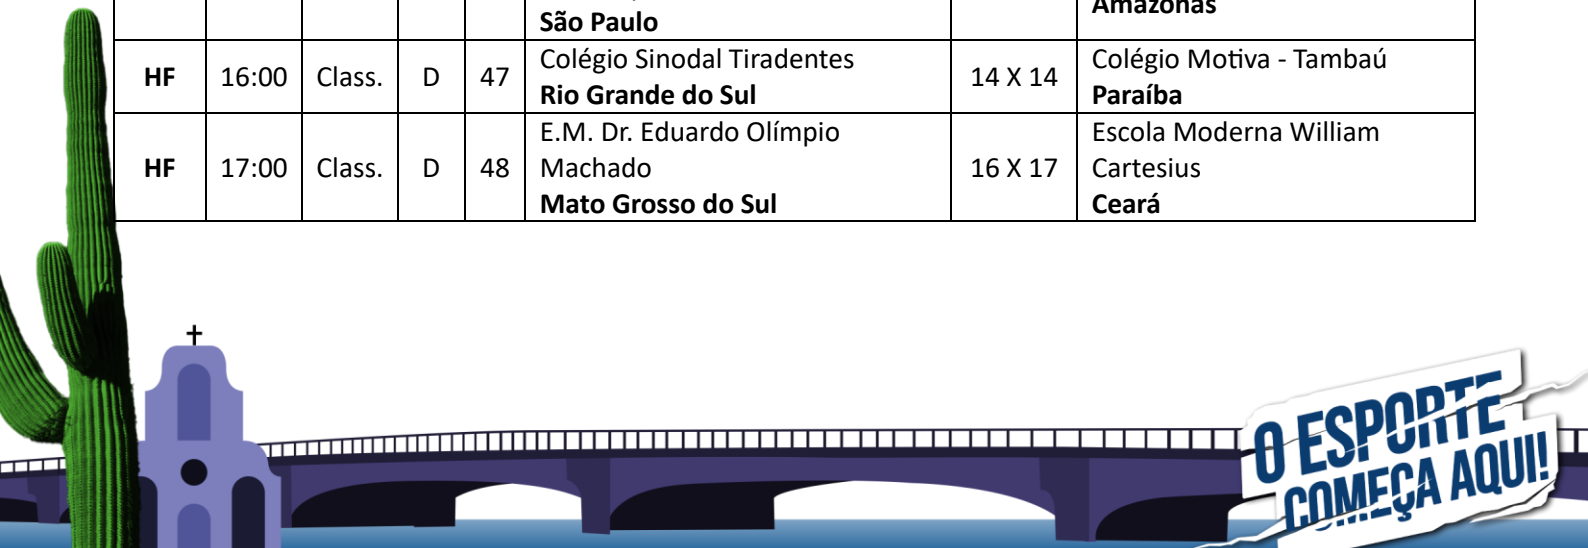 São Paulo
Amazonas
HF 16:00 Class. D 47 Colégio Sinodal Tiradentes 14 X 14 Colégio Motiva - Tambaú
Rio Grande do Sul Paraíba
E.M. Dr. Eduardo Olímpio Escola Moderna William
HF 17:00 Class. D 48 Machado 16 X 17 Cartesius
Mato Grosso do Sul Ceará
O ESPORTE
COMEÇA AQUI!